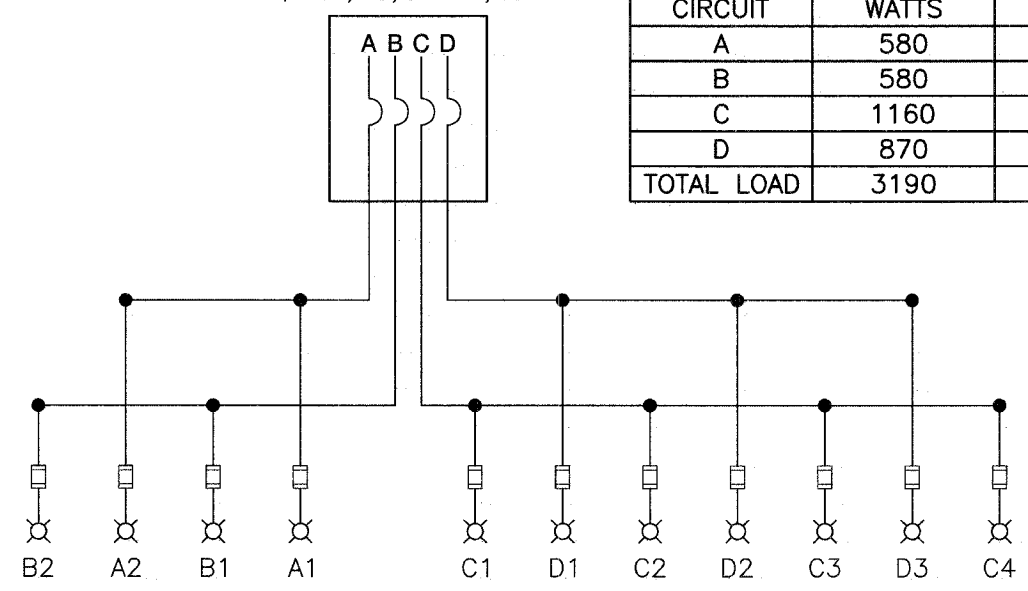 A B C D
CIRCUIT WATTS
A 580
B 580
C 1160
D 870
TOTAL LOAD 3190
B2 A2 B1 A1 C1 D1 C2 D2 C3 D3 C4